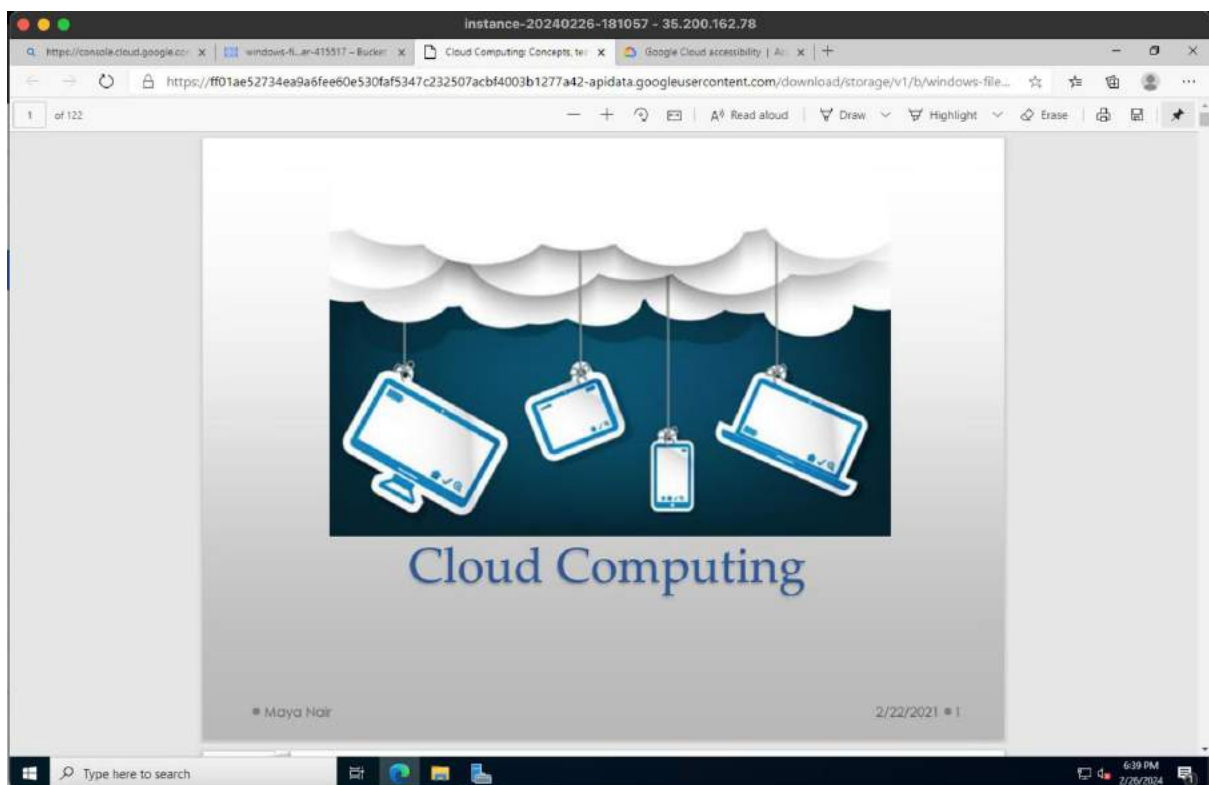 instance-20240226-181057 - 35.200.162.78
https://console.cloud.google.co
windows-fi...er-415517 – Bucket
Cloud Computing: Concepts, te
Google Cloud accessibility | Ac
https://ff01ae52734ea9a6fee60e530faf5347c232507acbf4003b1277a42-apidata.googleusercontent.com/download/storage/v1/b/windows-file...
1 of 122
Read aloud
Draw
Highlight
Erase
Cloud Computing
Maya Nair
2/22/2021 1
Type here to search
6:39 PM
2/26/2024